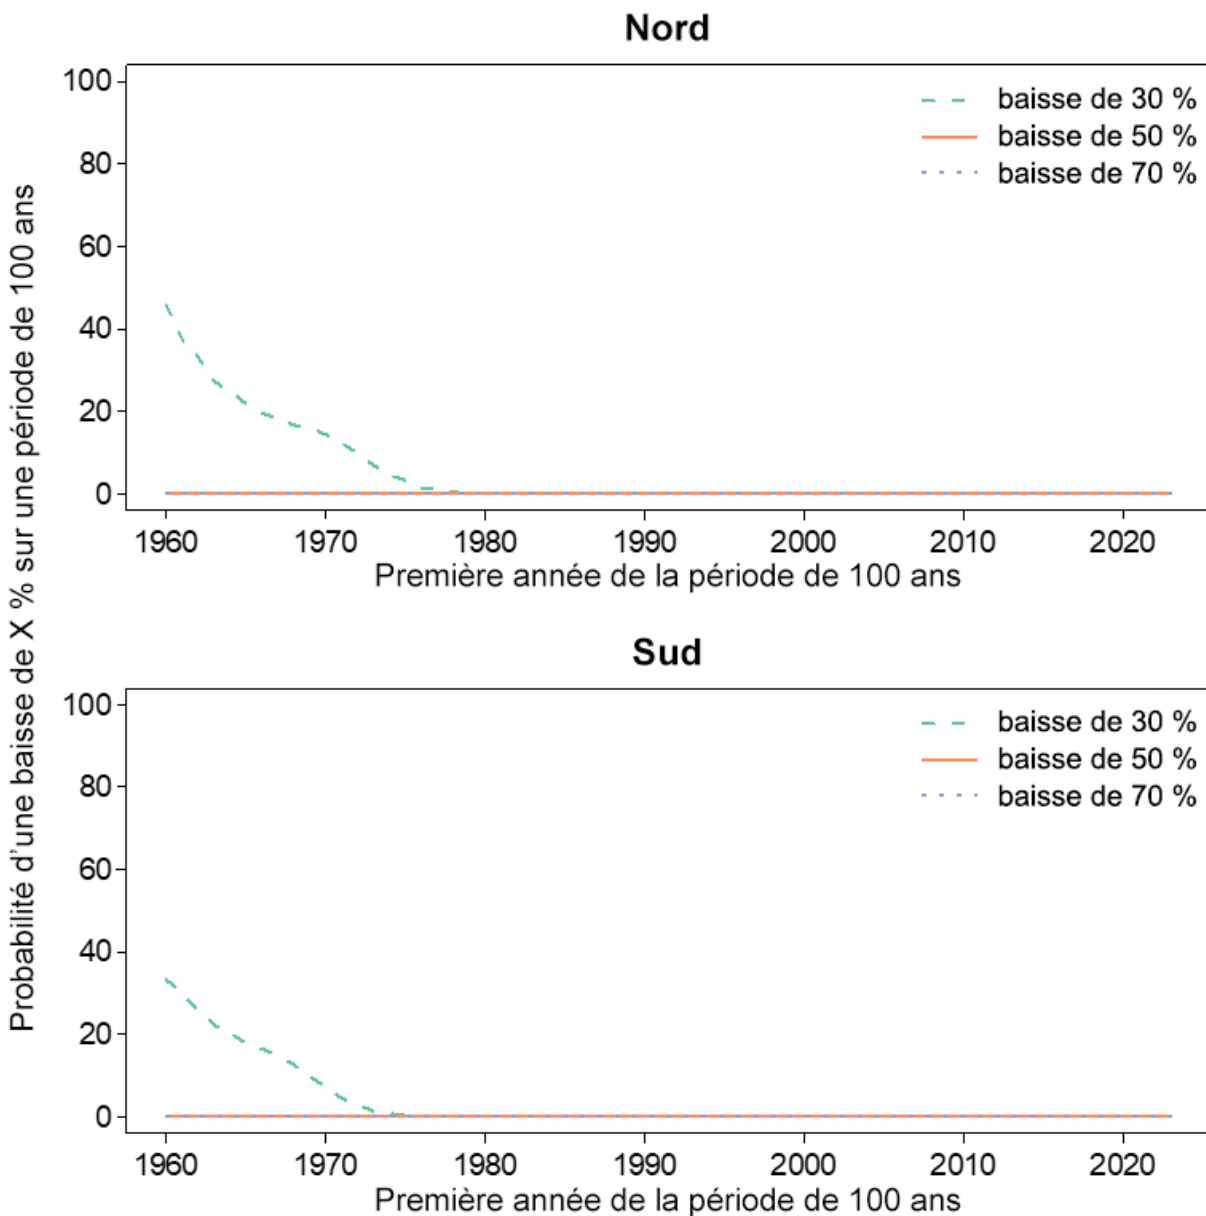 Nord
Probabilité d'une baisse de X % sur une période de 100 ans
100
80
60
40
20
0
baisse de 30 %
baisse de 50 %
baisse de 70 %
1960 1970 1980 1990 2000 2010 2020
Première année de la période de 100 ans
Sud
100
80
60
40
20
0
baisse de 30 %
baisse de 50 %
baisse de 70 %
1960 1970 1980 1990 2000 2010 2020
Première année de la période de 100 ans